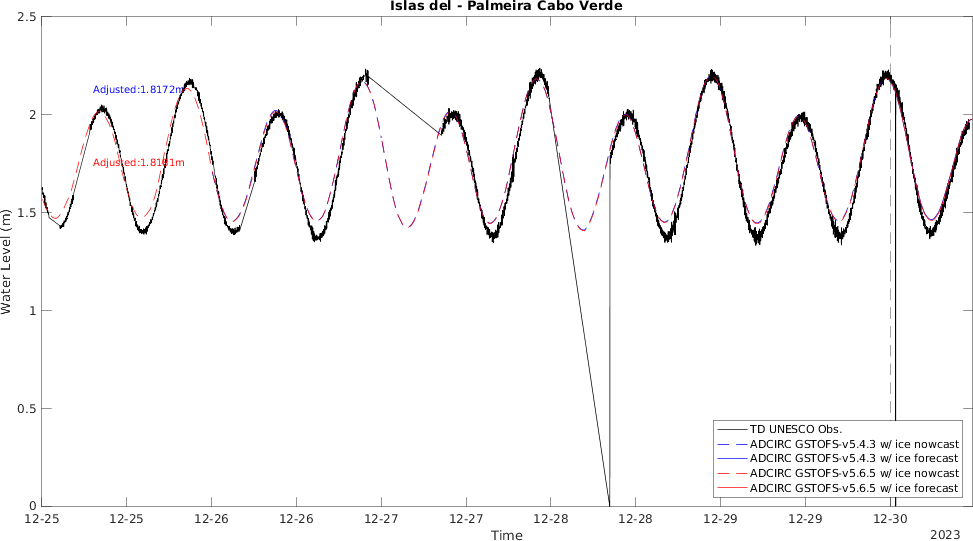 Islas del - Palmeira Cabo Verde
2.5
2
1.5
1
0.5
0
Water Level (m)
Adjusted:1.8172m
Adjusted:1.8191m
TD UNESCO Obs.
ADCIRC GSTOFS-v5.4.3 w/ ice nowcast
ADCIRC GSTOFS-v5.4.3 w/ ice forecast
ADCIRC GSTOFS-v5.6.5 w/ ice nowcast
ADCIRC GSTOFS-v5.6.5 w/ ice forecast
12-25 12-25 12-26 12-26 12-27 12-27 12-28 12-28 12-29 12-29 12-30
Time
2023